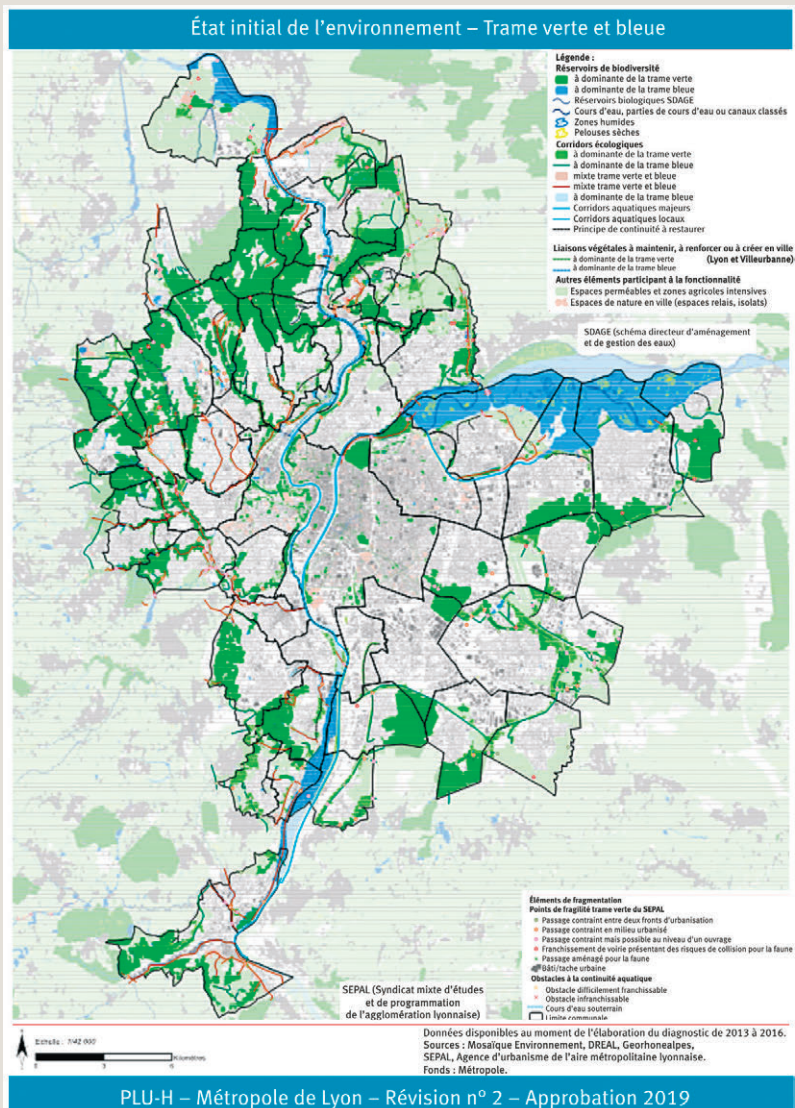 État initial de l'environnement – Trame verte et bleue
Légende :
Réservoirs de biodiversité
à dominante de la trame verte
à dominante de la trame bleue
Réservoirs biologiques SDAGE
Cours d'eau, parties de cours d'eau ou canaux classés
Zones humides
Pelouses sèches
Corridors écologiques
à dominante de la trame verte
à dominante de la trame bleue
mixte trame verte et bleue
mixte trame verte et bleue
à dominante de la trame bleue
Corridors aquatiques majeurs
Corridors aquatiques locaux
Principe de continuité à restaurer
Liaisons végétales à maintenir, à renforcer ou à créer en ville
(Lyon et Villeurbanne)
à dominante de la trame verte
à dominante de la trame bleue
Autres éléments participant à la fonctionnalité
Espaces perméables et zones agricoles intensives
Espaces de nature en ville (espaces relais, isolats)
SDAGE (schéma directeur d'aménagement
et de gestion des eaux)
Éléments de fragmentation
Points de fragilité trame verte du SEPAL
Passage contraint entre deux fronts d'urbanisation
Passage contraint en milieu urbanisé
Passage contraint mais possible au niveau d'un ouvrage
Franchissement de voirie présentant des risques de collision pour la faune
Passage aménagé pour la faune
Bâti/tache urbaine
Obstacles à la continuité aquatique
Obstacle difficilement franchissable
Obstacle infranchissable
Cours d'eau souterrain
Limite communale
SEPAL (Syndicat mixte d'études
et de programmation
de l'agglomération lyonnaise)
Echelle : 1/42 000
0 3 6 Kilomètres
Données disponibles au moment de l'élaboration du diagnostic de 2013 à 2016.
Sources : Mosaïque Environnement, DREAL, Georhonealpes,
SEPAL, Agence d'urbanisme de l'aire métropolitaine lyonnaise.
Fonds : Métropole.
PLU-H – Métropole de Lyon – Révision n° 2 – Approbation 2019